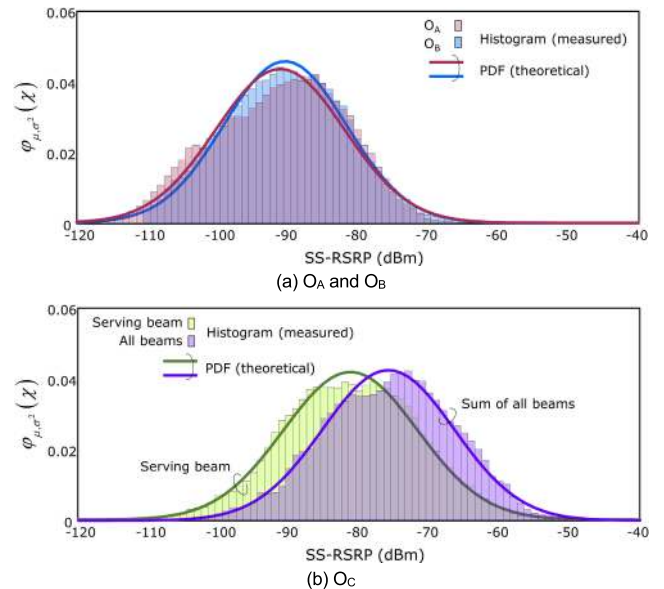 0.06
O_A
O_B
Histogram (measured)
PDF (theoretical)
0.04
0.02
0
φ_μ,σ² (χ)
-120 -110 -100 -90 -80 -70 -60 -50 -40
SS-RSRP (dBm)
(a) O_A and O_B
0.06
Serving beam
All beams
Histogram (measured)
PDF (theoretical)
0.04
Sum of all beams
0.02
Serving beam
0
φ_μ,σ² (χ)
-120 -110 -100 -90 -80 -70 -60 -50 -40
SS-RSRP (dBm)
(b) O_C